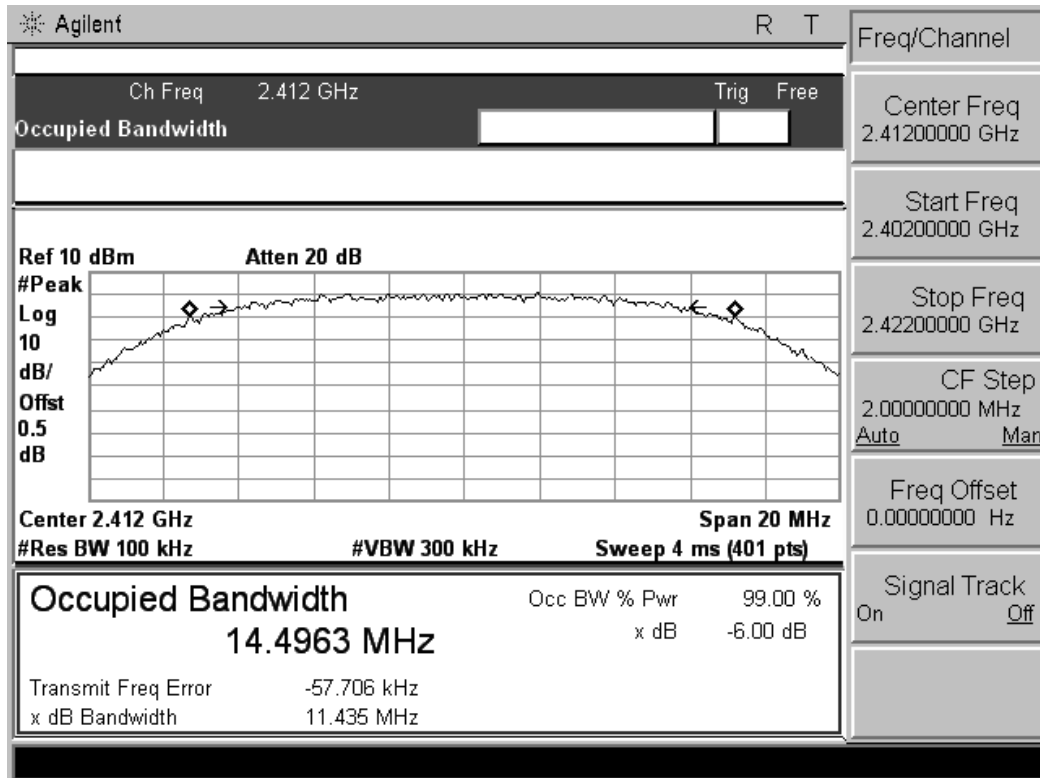 Agilent R T
Ch Freq 2.412 GHz Trig Free
Occupied Bandwidth
Ref 10 dBm Atten 20 dB
#Peak
Log
10
dB/
Offst
0.5
dB
Center 2.412 GHz Span 20 MHz
#Res BW 100 kHz #VBW 300 kHz Sweep 4 ms (401 pts)
Occupied Bandwidth
14.4963 MHz
Occ BW % Pwr 99.00 %
x dB -6.00 dB
Transmit Freq Error -57.706 kHz
x dB Bandwidth 11.435 MHz
Freq/Channel
Center Freq
2.41200000 GHz
Start Freq
2.40200000 GHz
Stop Freq
2.42200000 GHz
CF Step
2.00000000 MHz
Auto Man
Freq Offset
0.00000000 Hz
Signal Track
On Off